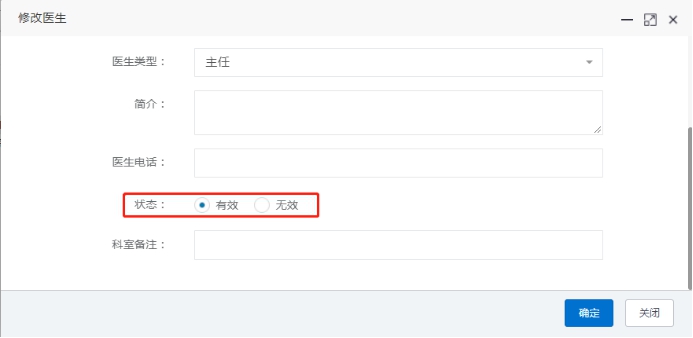 修改医生
医生类型： 主任
简介：
医生电话：
状态： 有效 无效
科室备注：
确定 关闭